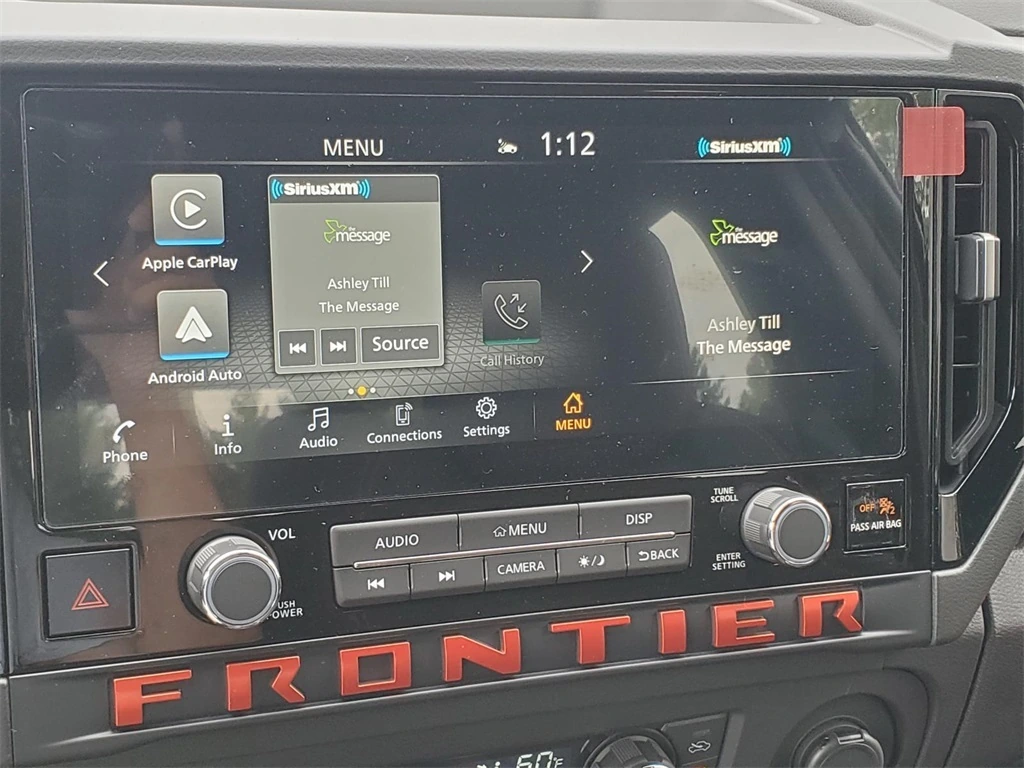 MENU
1:12
SiriusXM
SiriusXM
the message
Apple CarPlay
Ashley Till
The Message
Source
Android Auto
Call History
the message
Ashley Till
The Message
Phone
Info
Audio
Connections
Settings
MENU
VOL
PUSH
POWER
AUDIO
MENU
DISP
CAMERA
BACK
TUNE
SCROLL
ENTER
SETTING
OFF
2
PASS AIR BAG
FRONTIER
60°F